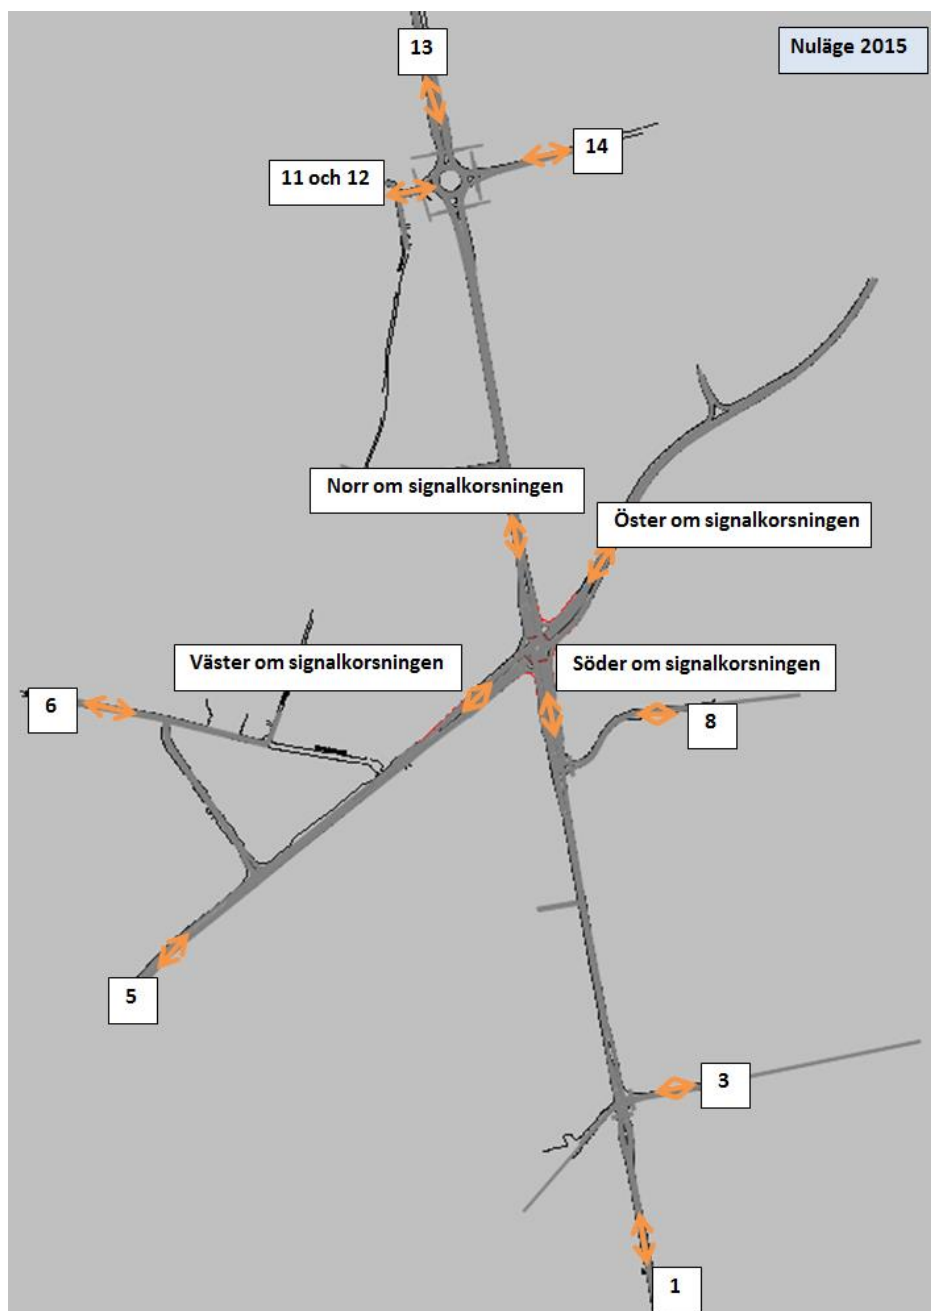 Nuläge 2015
13
14
11 och 12
Norr om signalkorsningen
Öster om signalkorsningen
Väster om signalkorsningen
Söder om signalkorsningen
6
8
5
3
1